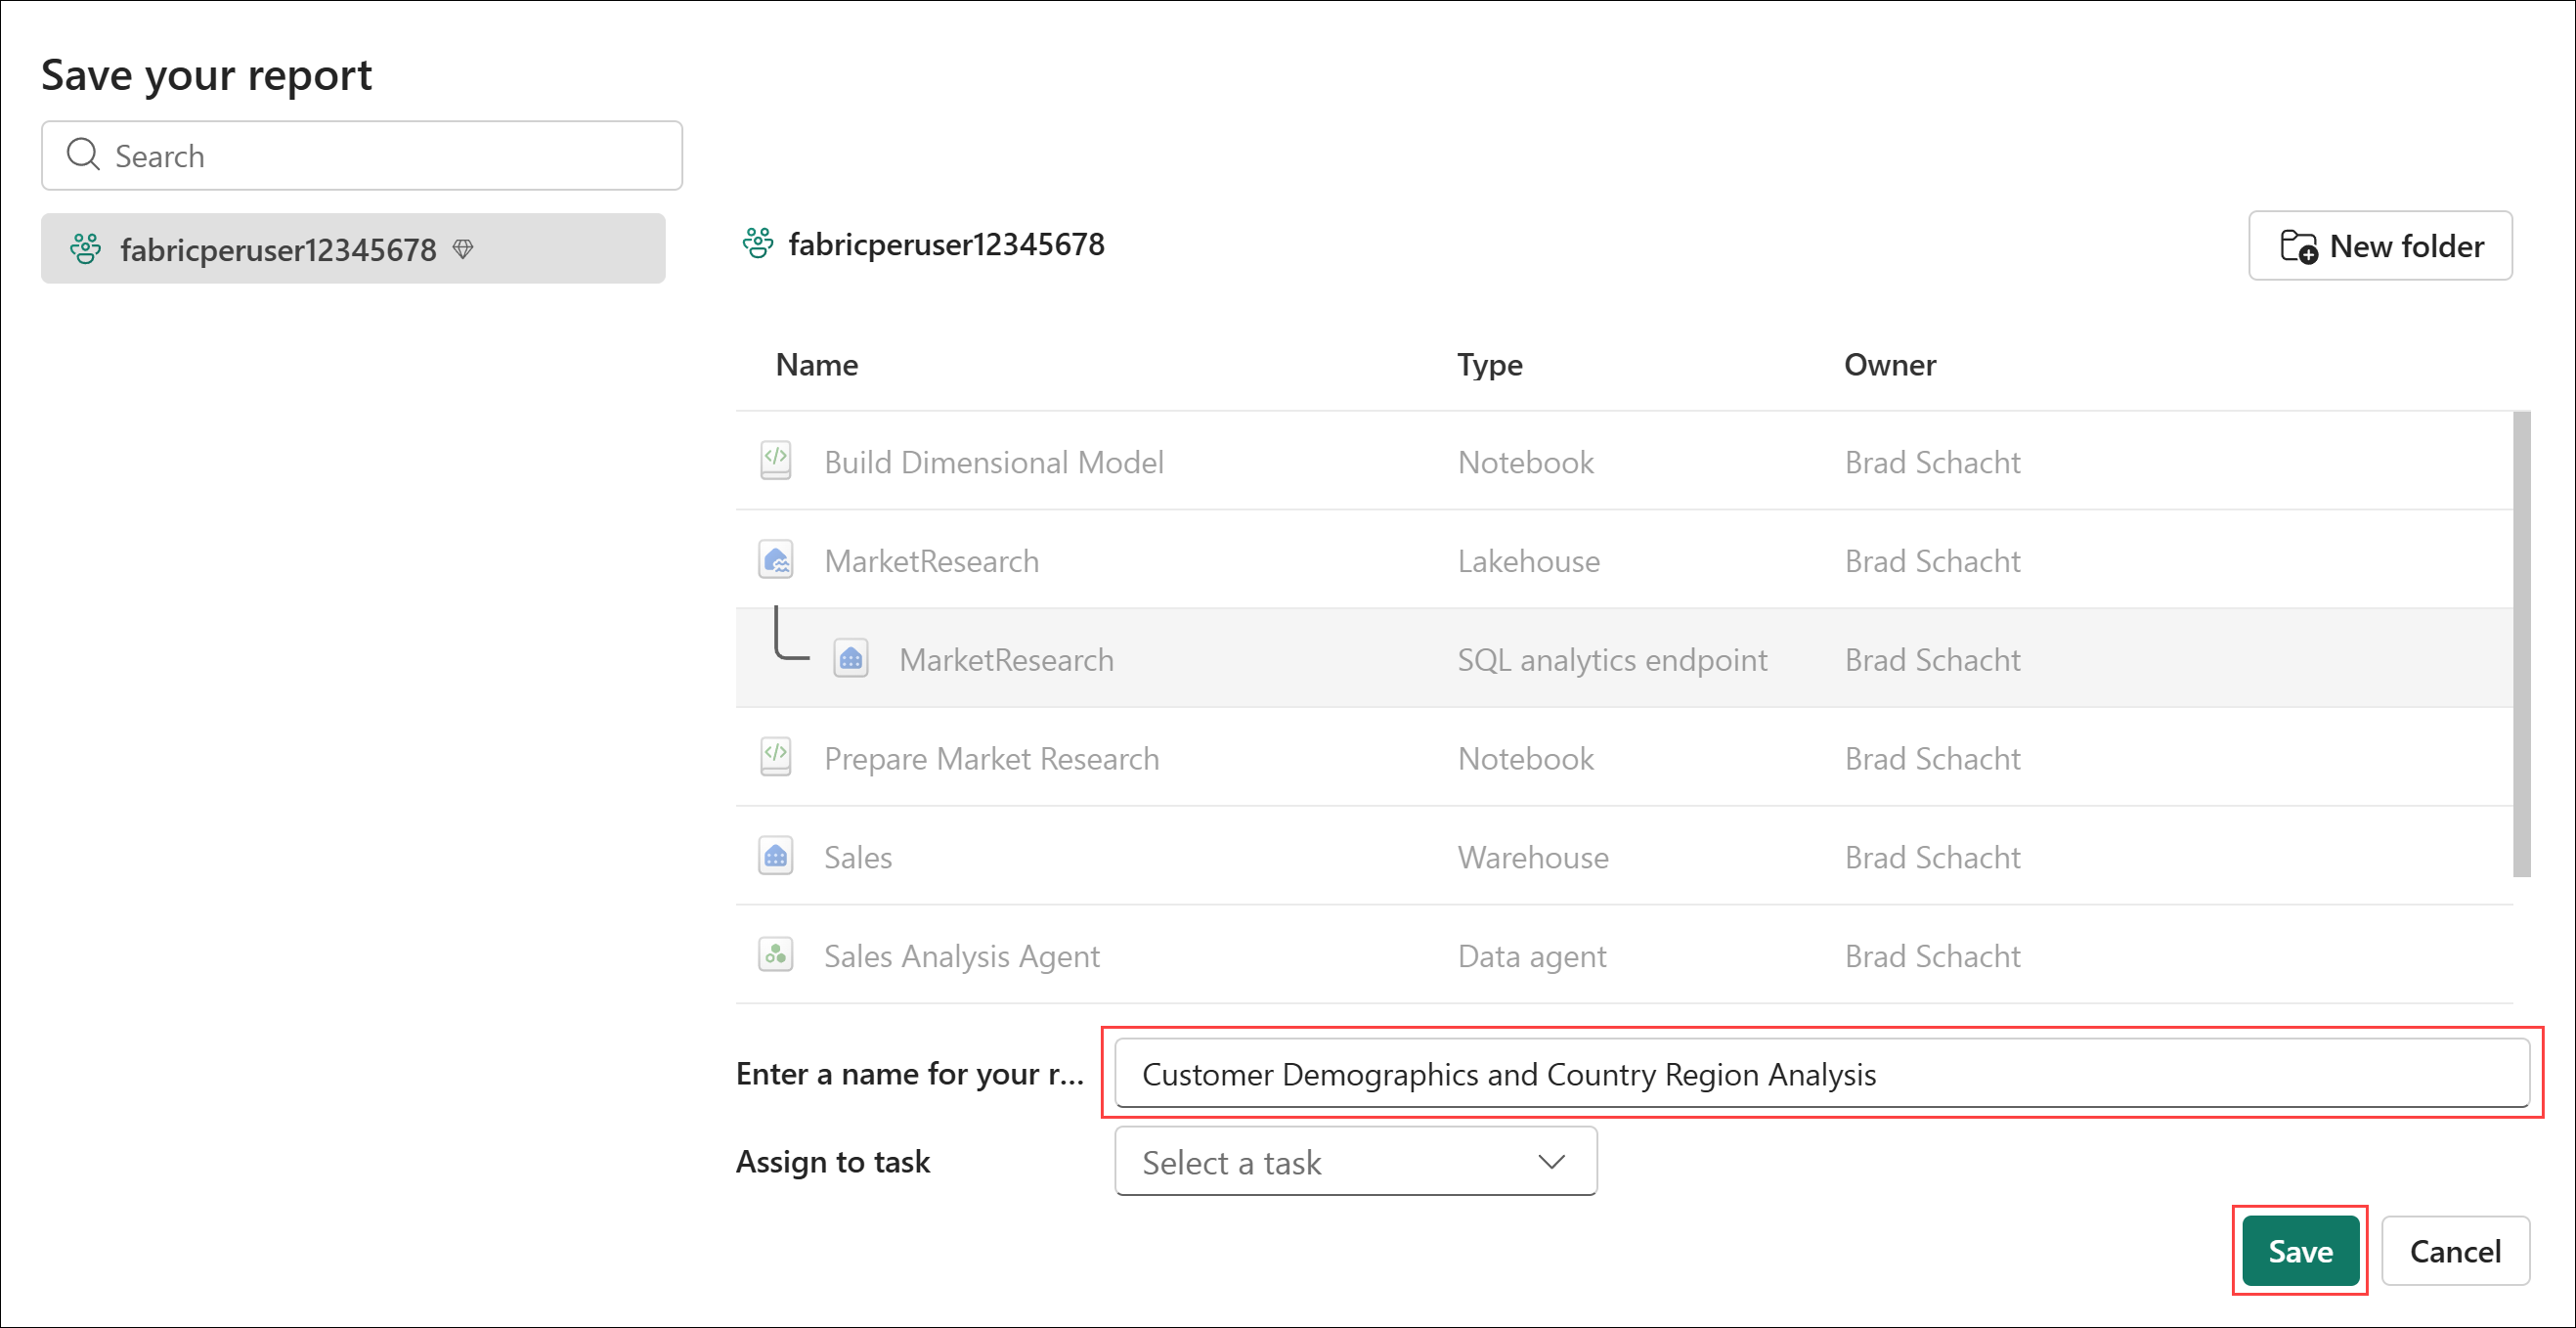 Save your report
Search
fabricperuser12345678
fabricperuser12345678
New folder
Name Type Owner
Build Dimensional Model Notebook Brad Schacht
MarketResearch Lakehouse Brad Schacht
MarketResearch SQL analytics endpoint Brad Schacht
Prepare Market Research Notebook Brad Schacht
Sales Warehouse Brad Schacht
Sales Analysis Agent Data agent Brad Schacht
Enter a name for your r... Customer Demographics and Country Region Analysis
Assign to task Select a task
Save Cancel